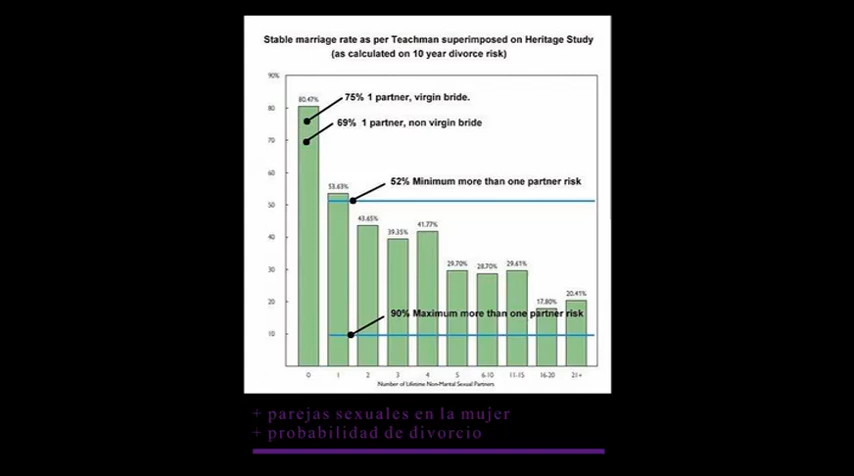 Stable marriage rate as per Teachman superimposed on Heritage Study
(as calculated on 10 year divorce risk)
90%
80.47%
75% 1 partner, virgin bride.
80
69% 1 partner, non virgin bride
70
60
53.63%
52% Minimum more than one partner risk
50
43.65%
39.35%
41.77%
40
29.70%
28.70%
29.61%
30
17.80%
20.41%
20
90% Maximum more than one partner risk
10
0 1 2 3 4 5 6-10 11-15 16-20 21+
Number of Lifetime Non-Marital Sexual Partners
+ parejas sexuales en la mujer
+ probabilidad de divorcio